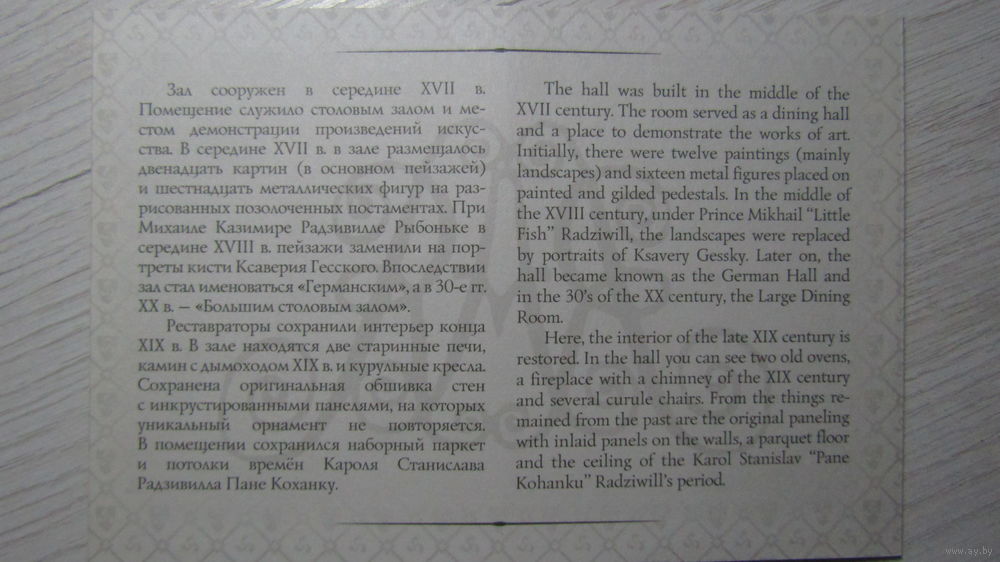 Зал сооружен в середине XVII в.
Помещение служило столовым залом и ме-
стом демонстрации произведений искус-
ства. В середине XVII в. в зале размещалось
двенадцать картин (в основном пейзажей)
и шестнадцать металлических фигур на раз-
рисованных позолоченных постаментах. При
Михаиле Казимире Радзивилле Рыбоньке в
середине XVIII в. пейзажи заменили на пор-
треты кисти Ксаверия Гесского. Впоследствии
зал стал именоваться «Германским», а в 30-е гг.
XX в. — «Большим столовым залом».
Реставраторы сохранили интерьер конца
XIX в. В зале находятся две старинные печи,
камин с дымоходом XIX в. и курульные кресла.
Сохранена оригинальная обшивка стен
с инкрустированными панелями, на которых
уникальный орнамент не повторяется.
В помещении сохранился наборный паркет
и потолки времён Кароля Станислава
Радзивилла Пане Коханку.
The hall was built in the middle of the
XVII century. The room served as a dining hall
and a place to demonstrate the works of art.
Initially, there were twelve paintings (mainly
landscapes) and sixteen metal figures placed on
painted and gilded pedestals. In the middle of
the XVIII century, under Prince Mikhail “Little
Fish” Radziwill, the landscapes were replaced
by portraits of Ksavery Gessky. Later on, the
hall became known as the German Hall and
in the 30’s of the XX century, the Large Dining
Room.
Here, the interior of the late XIX century is
restored. In the hall you can see two old ovens,
a fireplace with a chimney of the XIX century
and several curule chairs. From the things re-
mained from the past are the original paneling
with inlaid panels on the walls, a parquet floor
and the ceiling of the Karol Stanislav “Pane
Kohanku” Radziwill’s period.
www.ay.by